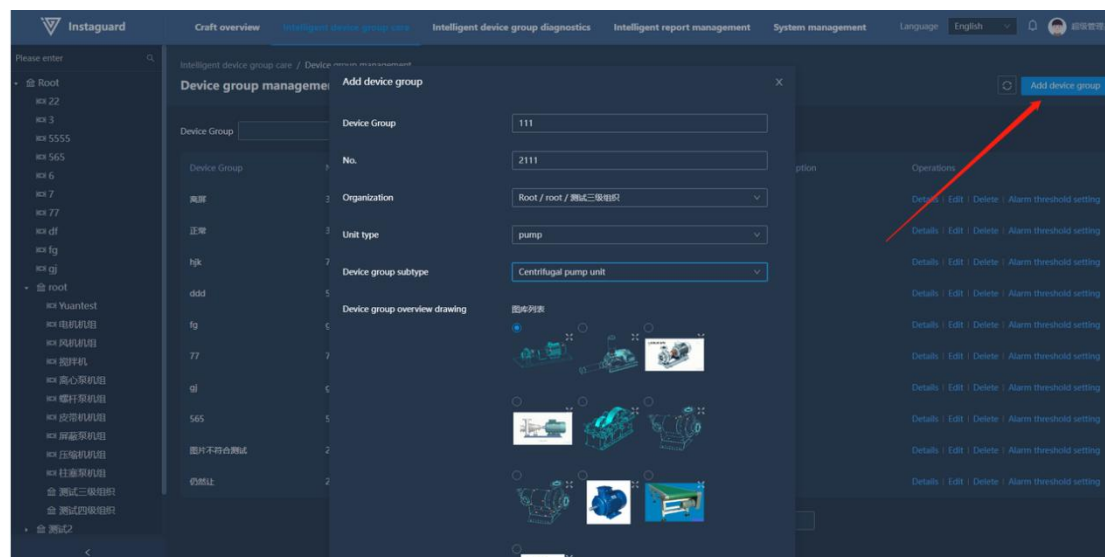 Instaguard
Craft overview
Intelligent device group care
Intelligent device group diagnostics
Intelligent report management
System management
Language
English
Please enter
Root
22
3
5555
565
6
7
77
df
fg
gj
root
Yuantest
电机机组
风机机组
搅拌机
离心泵机组
螺杆泵机组
皮带机机组
屏蔽泵机组
压缩机机组
柱塞泵机组
测试三级组织
测试四级组织
测试2
Intelligent device group care / Device group management
Device group manageme
Add device group
Device Group
Device Group
ption
Operations
Details | Edit | Delete | Alarm threshold setting
正常
Details | Edit | Delete | Alarm threshold setting
hjk
Details | Edit | Delete | Alarm threshold setting
ddd
Details | Edit | Delete | Alarm threshold setting
fg
Details | Edit | Delete | Alarm threshold setting
77
Details | Edit | Delete | Alarm threshold setting
gj
Details | Edit | Delete | Alarm threshold setting
565
Details | Edit | Delete | Alarm threshold setting
图片不符合测试
Details | Edit | Delete | Alarm threshold setting
仍然让
Details | Edit | Delete | Alarm threshold setting
Add device group
Device Group
111
No.
2111
Organization
Root / root / 测试三级组织
Unit type
pump
Device group subtype
Centrifugal pump unit
Device group overview drawing
图库列表